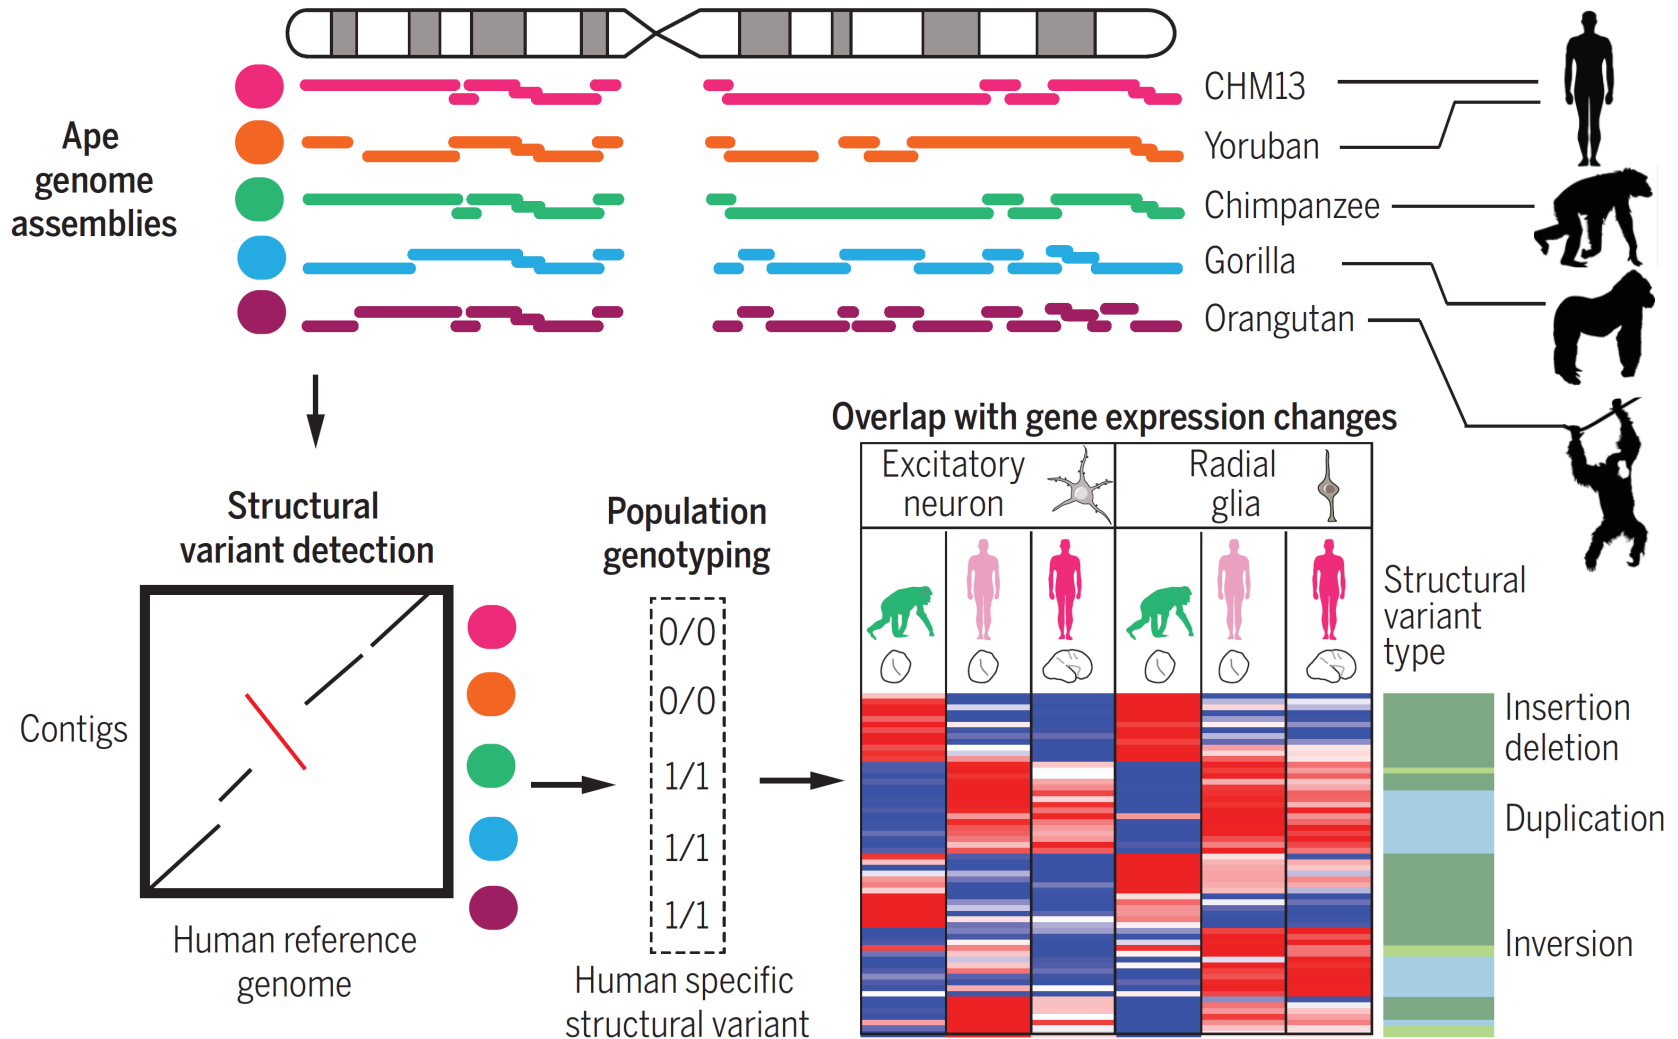 Ape
genome
assemblies
CHM13
Yoruban
Chimpanzee
Gorilla
Orangutan
Structural
variant detection
Contigs
Human reference
genome
Population
genotyping
0/0
0/0
1/1
1/1
1/1
Human specific
structural variant
Overlap with gene expression changes
Excitatory
neuron
Radial
glia
Structural
variant
type
Insertion
deletion
Duplication
Inversion